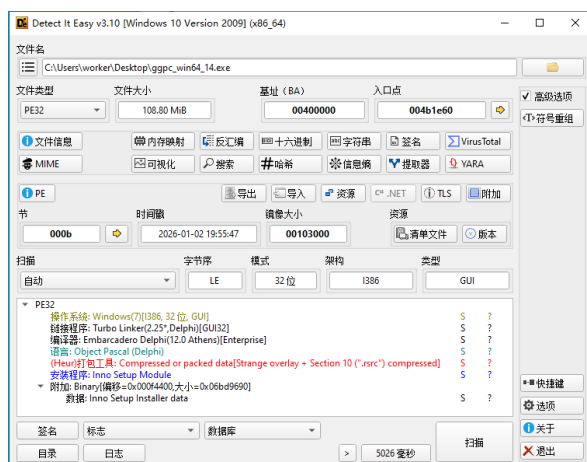 Detect It Easy v3.10 [Windows 10 Version 2009] (x86_64)
文件名
C:\Users\worker\Desktop\ggpc_win64_14.exe
文件类型 文件大小 基址 (BA) 入口点
PE32 108.80 MiB 00400000 004b1e60
高级选项
符号重组
文件信息 内存映射 反汇编 十六进制 字符串 签名 VirusTotal
MIME 可视化 搜索 哈希 信息熵 提取器 YARA
PE 导出 导入 资源 .NET TLS 附加
节 时间戳 镜像大小 资源
000b 2026-01-02 19:55:47 00103000 清单文件 版本
扫描 字节序 模式 架构 类型
自动 LE 32 位 I386 GUI
PE32
操作系统: Windows(7)[I386, 32 位, GUI] S ?
链接程序: Turbo Linker(2.25*,Delphi)[GUI32] S ?
编译器: Embarcadero Delphi(12.0 Athens)[Enterprise] S ?
语言: Object Pascal (Delphi) S ?
(Heur)打包工具: Compressed or packed data[Strange overlay + Section 10 (".rsrc") compressed] S ?
安装程序: Inno Setup Module S ?
附加: Binary[偏移=0x000f4400,大小=0x06bd9690]
数据: Inno Setup Installer data S ?
快捷键
选项
关于
退出
签名 标志 数据库 扫描
目录 日志 > 5026 毫秒